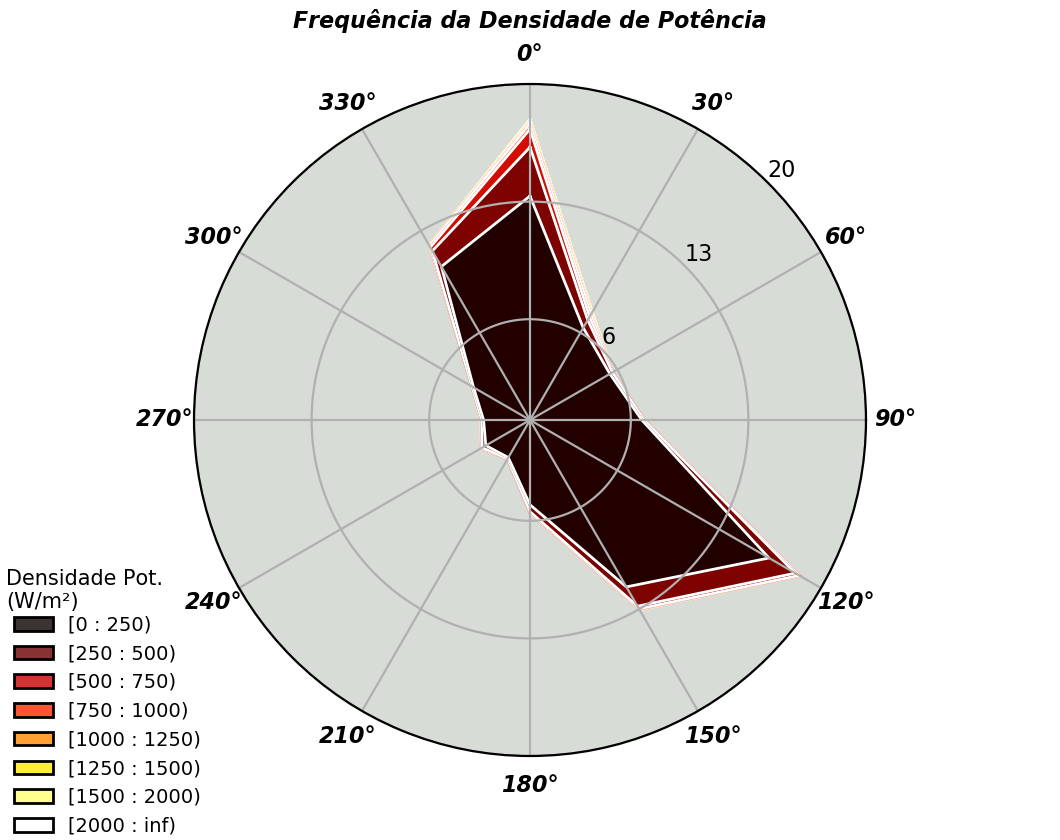 Frequência da Densidade de Potência
0°
330°
30°
20
300°
60°
13
6
270°
90°
240°
120°
210°
150°
180°
Densidade Pot.
(W/m²)
[0 : 250)
[250 : 500)
[500 : 750)
[750 : 1000)
[1000 : 1250)
[1250 : 1500)
[1500 : 2000)
[2000 : inf)